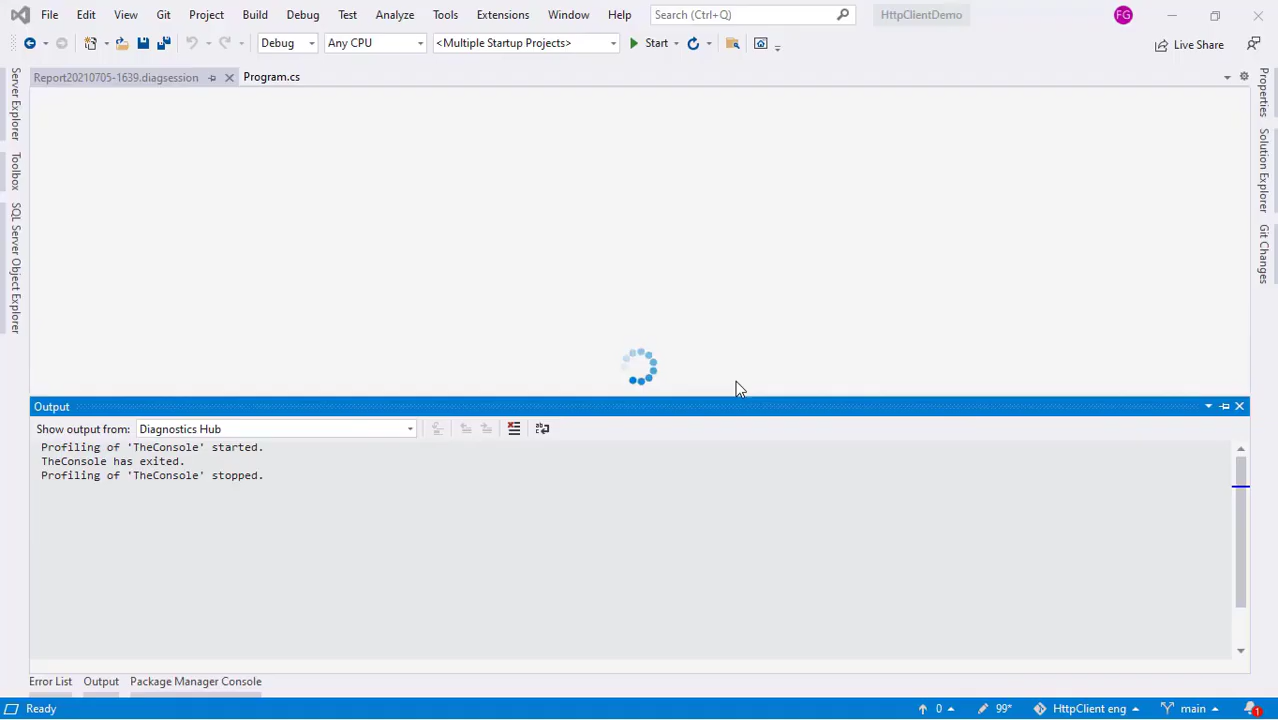 File Edit View Git Project Build Debug Test Analyze Tools Extensions Window Help Search (Ctrl+Q) HttpClientDemo FG
Debug Any CPU <Multiple Startup Projects> Start Live Share
Report20210705-1639.diagsession Program.cs
Server Explorer
Toolbox
SQL Server Object Explorer
Properties
Solution Explorer
Git Changes
Output
Show output from: Diagnostics Hub
Profiling of 'TheConsole' started.
TheConsole has exited.
Profiling of 'TheConsole' stopped.
Error List Output Package Manager Console
Ready 0 99* HttpClient eng main 1